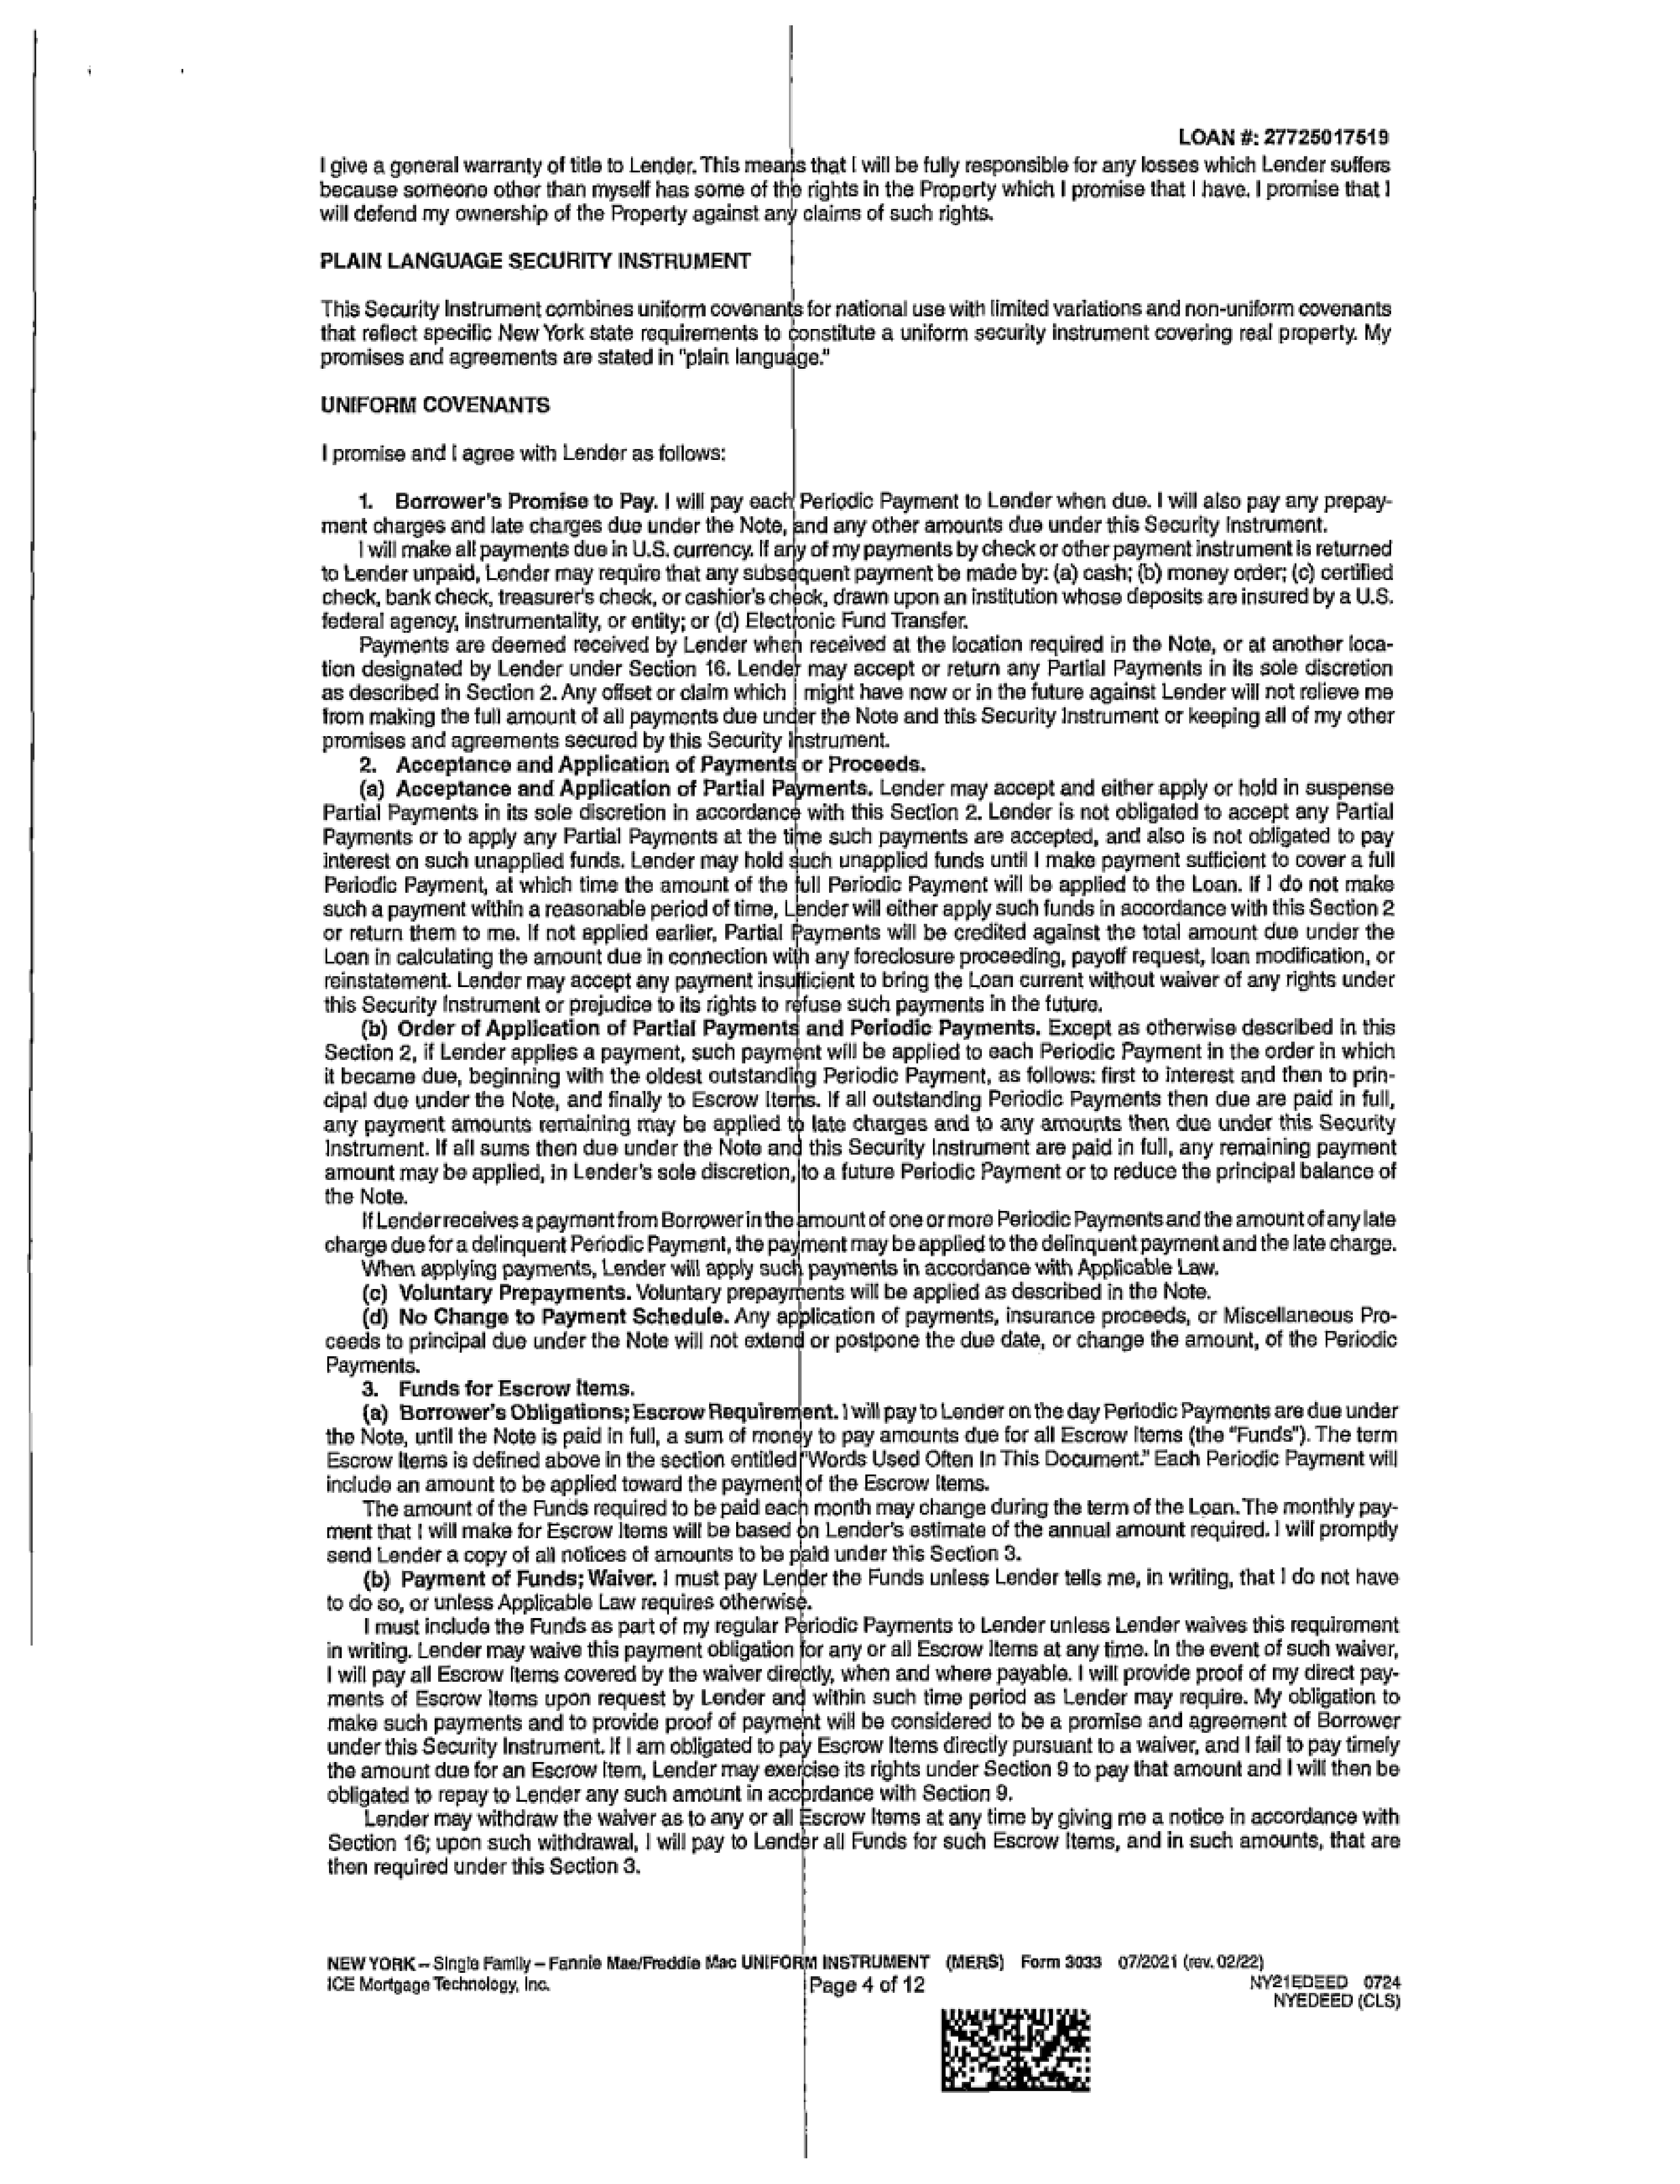 LOAN #: 27725017519
I give a general warranty of title to Lender. This means that I will be fully responsible for any losses which Lender suffers
because someone other than myself has some of the rights in the Property which I promise that I have. I promise that I
will defend my ownership of the Property against any claims of such rights.
PLAIN LANGUAGE SECURITY INSTRUMENT
This Security Instrument combines uniform covenants for national use with limited variations and non-uniform covenants
that reflect specific New York state requirements to constitute a uniform security instrument covering real property. My
promises and agreements are stated in "plain language."
UNIFORM COVENANTS
I promise and I agree with Lender as follows:
1. Borrower's Promise to Pay. I will pay each Periodic Payment to Lender when due. I will also pay any prepay-
ment charges and late charges due under the Note, and any other amounts due under this Security Instrument.
I will make all payments due in U.S. currency. If any of my payments by check or other payment instrument is returned
to Lender unpaid, Lender may require that any subsequent payment be made by: (a) cash; (b) money order; (c) certified
check, bank check, treasurer's check, or cashier's check, drawn upon an institution whose deposits are insured by a U.S.
federal agency, instrumentality, or entity; or (d) Electronic Fund Transfer.
Payments are deemed received by Lender when received at the location required in the Note, or at another loca-
tion designated by Lender under Section 16. Lender may accept or return any Partial Payments in its sole discretion
as described in Section 2. Any offset or claim which I might have now or in the future against Lender will not relieve me
from making the full amount of all payments due under the Note and this Security Instrument or keeping all of my other
promises and agreements secured by this Security Instrument.
2. Acceptance and Application of Payments or Proceeds.
(a) Acceptance and Application of Partial Payments. Lender may accept and either apply or hold in suspense
Partial Payments in its sole discretion in accordance with this Section 2. Lender is not obligated to accept any Partial
Payments or to apply any Partial Payments at the time such payments are accepted, and also is not obligated to pay
interest on such unapplied funds. Lender may hold such unapplied funds until I make payment sufficient to cover a full
Periodic Payment, at which time the amount of the full Periodic Payment will be applied to the Loan. If I do not make
such a payment within a reasonable period of time, Lender will either apply such funds in accordance with this Section 2
or return them to me. If not applied earlier, Partial Payments will be credited against the total amount due under the
Loan in calculating the amount due in connection with any foreclosure proceeding, payoff request, loan modification, or
reinstatement. Lender may accept any payment insufficient to bring the Loan current without waiver of any rights under
this Security Instrument or prejudice to its rights to refuse such payments in the future.
(b) Order of Application of Partial Payments and Periodic Payments. Except as otherwise described in this
Section 2, if Lender applies a payment, such payment will be applied to each Periodic Payment in the order in which
it became due, beginning with the oldest outstanding Periodic Payment, as follows: first to interest and then to prin-
cipal due under the Note, and finally to Escrow Items. If all outstanding Periodic Payments then due are paid in full,
any payment amounts remaining may be applied to late charges and to any amounts then due under this Security
Instrument. If all sums then due under the Note and this Security Instrument are paid in full, any remaining payment
amount may be applied, in Lender's sole discretion, to a future Periodic Payment or to reduce the principal balance of
the Note.
If Lender receives a payment from Borrower in the amount of one or more Periodic Payments and the amount of any late
charge due for a delinquent Periodic Payment, the payment may be applied to the delinquent payment and the late charge.
When applying payments, Lender will apply such payments in accordance with Applicable Law.
(c) Voluntary Prepayments. Voluntary prepayments will be applied as described in the Note.
(d) No Change to Payment Schedule. Any application of payments, insurance proceeds, or Miscellaneous Pro-
ceeds to principal due under the Note will not extend or postpone the due date, or change the amount, of the Periodic
Payments.
3. Funds for Escrow Items.
(a) Borrower's Obligations; Escrow Requirement. I will pay to Lender on the day Periodic Payments are due under
the Note, until the Note is paid in full, a sum of money to pay amounts due for all Escrow Items (the "Funds"). The term
Escrow Items is defined above in the section entitled "Words Used Often In This Document." Each Periodic Payment will
include an amount to be applied toward the payment of the Escrow Items.
The amount of the Funds required to be paid each month may change during the term of the Loan. The monthly pay-
ment that I will make for Escrow Items will be based on Lender's estimate of the annual amount required. I will promptly
send Lender a copy of all notices of amounts to be paid under this Section 3.
(b) Payment of Funds; Waiver. I must pay Lender the Funds unless Lender tells me, in writing, that I do not have
to do so, or unless Applicable Law requires otherwise.
I must include the Funds as part of my regular Periodic Payments to Lender unless Lender waives this requirement
in writing. Lender may waive this payment obligation for any or all Escrow Items at any time. In the event of such waiver,
I will pay all Escrow Items covered by the waiver directly, when and where payable. I will provide proof of my direct pay-
ments of Escrow Items upon request by Lender and within such time period as Lender may require. My obligation to
make such payments and to provide proof of payment will be considered to be a promise and agreement of Borrower
under this Security Instrument. If I am obligated to pay Escrow Items directly pursuant to a waiver, and I fail to pay timely
the amount due for an Escrow Item, Lender may exercise its rights under Section 9 to pay that amount and I will then be
obligated to repay to Lender any such amount in accordance with Section 9.
Lender may withdraw the waiver as to any or all Escrow Items at any time by giving me a notice in accordance with
Section 16; upon such withdrawal, I will pay to Lender all Funds for such Escrow Items, and in such amounts, that are
then required under this Section 3.
NEW YORK – Single Family – Fannie Mae/Freddie Mac UNIFORM INSTRUMENT (MERS) Form 3033 07/2021 (rev. 02/22)
ICE Mortgage Technology, Inc. Page 4 of 12 NY21EDEED 0724
NYEDEED (CLS)